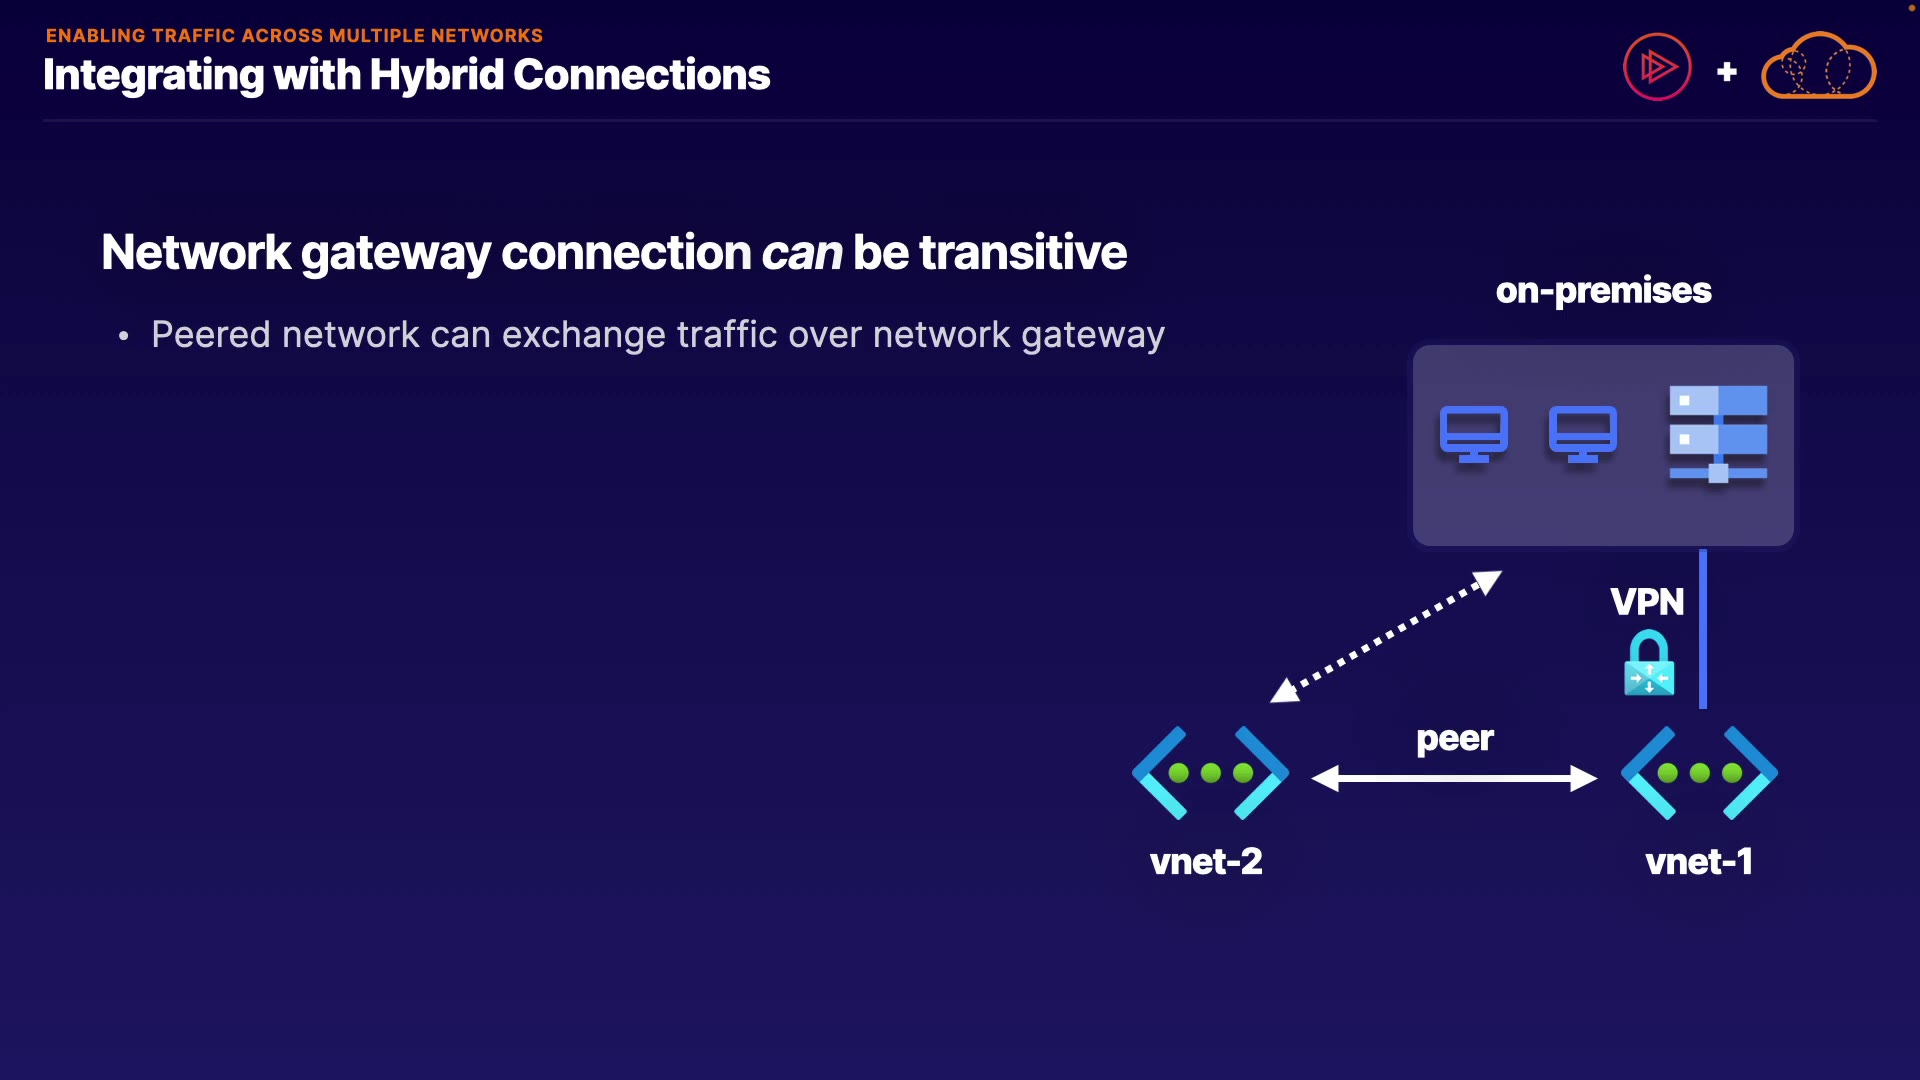 ENABLING TRAFFIC ACROSS MULTIPLE NETWORKS
Integrating with Hybrid Connections
+
Network gateway connection can be transitive
• Peered network can exchange traffic over network gateway
on-premises
VPN
peer
vnet-2
vnet-1